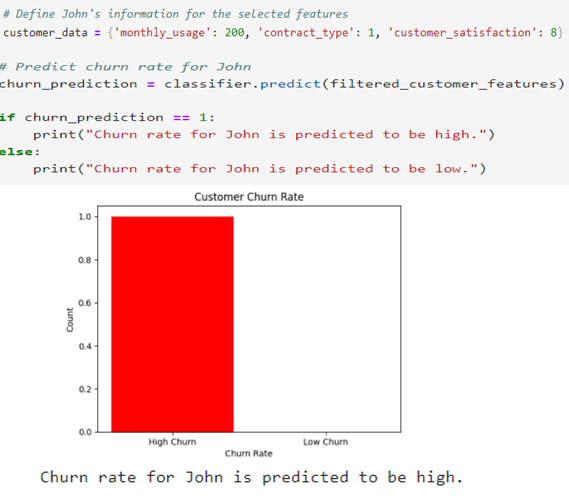 # Define John's information for the selected features
customer_data = {'monthly_usage': 200, 'contract_type': 1, 'customer_satisfaction': 8}
# Predict churn rate for John
churn_prediction = classifier.predict(filtered_customer_features)
if churn_prediction == 1:
    print("Churn rate for John is predicted to be high.")
else:
    print("Churn rate for John is predicted to be low.")
Customer Churn Rate
1.0
0.8
0.6
0.4
0.2
0.0
Count
High Churn
Low Churn
Churn Rate
Churn rate for John is predicted to be high.